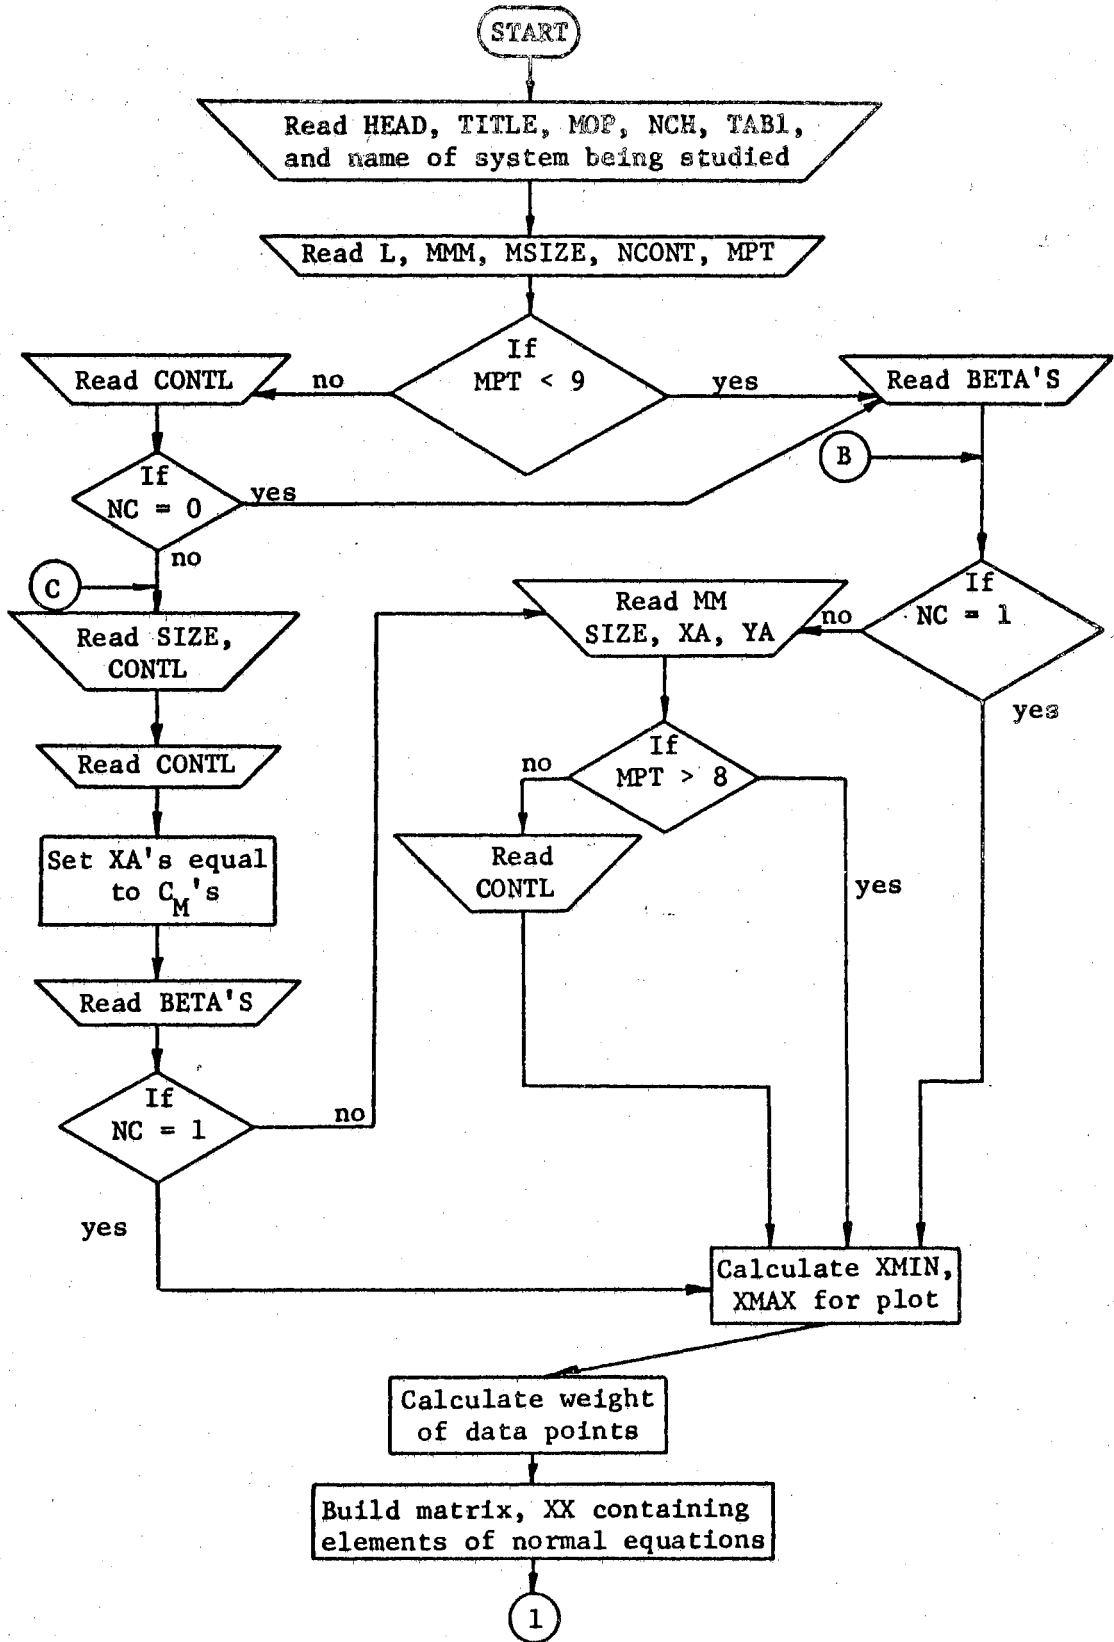 START
Read HEAD, TITLE, MOP, NCH, TAB1,
and name of system being studied
Read L, MMM, MSIZE, NCONT, MPT
If
MPT < 9
no
yes
Read CONTL
Read BETA'S
B
If
NC = 0
yes
no
C
Read SIZE,
CONTL
Read MM
SIZE, XA, YA
no
If
NC = 1
yes
Read CONTL
If
MPT > 8
no
yes
Read
CONTL
Set XA's equal
to CM's
Read BETA'S
If
NC = 1
no
yes
Calculate XMIN,
XMAX for plot
Calculate weight
of data points
Build matrix, XX containing
elements of normal equations
1